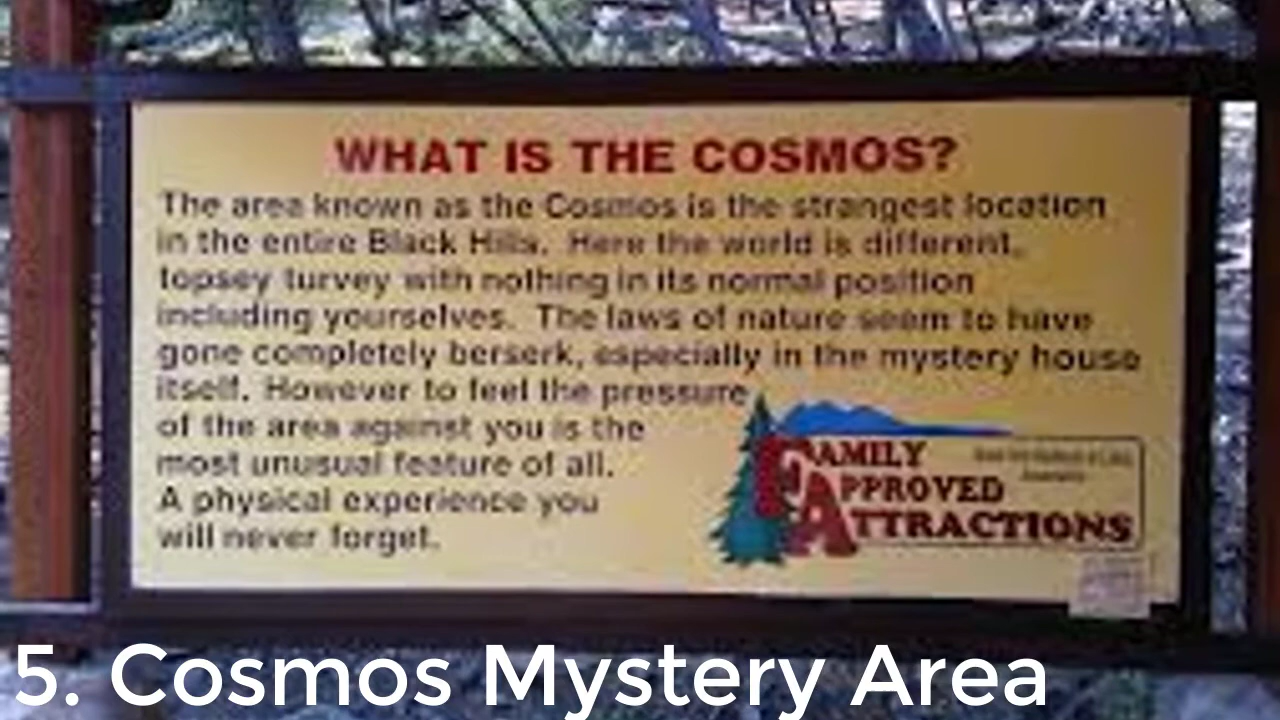 WHAT IS THE COSMOS?
The area known as the Cosmos is the strangest location
in the entire Black Hills. Here the world is different,
topsey turvey with nothing in its normal position
including yourselves. The laws of nature seem to have
gone completely berserk, especially in the mystery house
itself. However to feel the pressure
of the area against you is the
most unusual feature of all.
A physical experience you
will never forget.
FAMILY
APPROVED
ATTRACTIONS
5. Cosmos Mystery Area